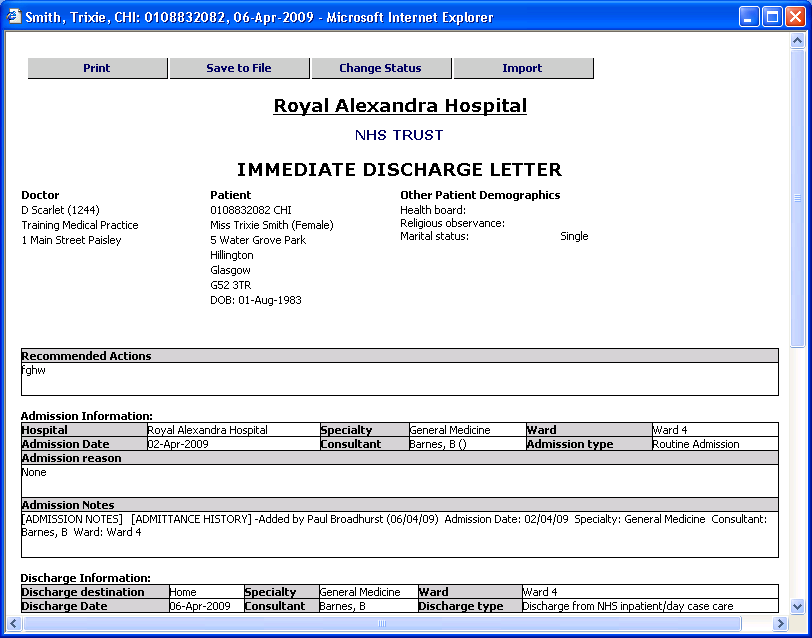 Smith, Trixie, CHI: 0108832082, 06-Apr-2009 - Microsoft Internet Explorer
Print Save to File Change Status Import
Royal Alexandra Hospital
NHS TRUST
IMMEDIATE DISCHARGE LETTER
Doctor Patient Other Patient Demographics
D Scarlet (1244) 0108832082 CHI Health board:
Training Medical Practice Miss Trixie Smith (Female) Religious observance:
1 Main Street Paisley 5 Water Grove Park Marital status: Single
Hillington
Glasgow
G52 3TR
DOB: 01-Aug-1983
Recommended Actions
fghw
Admission Information:
Hospital Royal Alexandra Hospital Specialty General Medicine Ward Ward 4
Admission Date 02-Apr-2009 Consultant Barnes, B () Admission type Routine Admission
Admission reason
None
Admission Notes
[ADMISSION NOTES] [ADMITTANCE HISTORY] -Added by Paul Broadhurst (06/04/09) Admission Date: 02/04/09 Specialty: General Medicine Consultant:
Barnes, B Ward: Ward 4
Discharge Information:
Discharge destination Home Specialty General Medicine Ward Ward 4
Discharge Date 06-Apr-2009 Consultant Barnes, B Discharge type Discharge from NHS inpatient/day case care